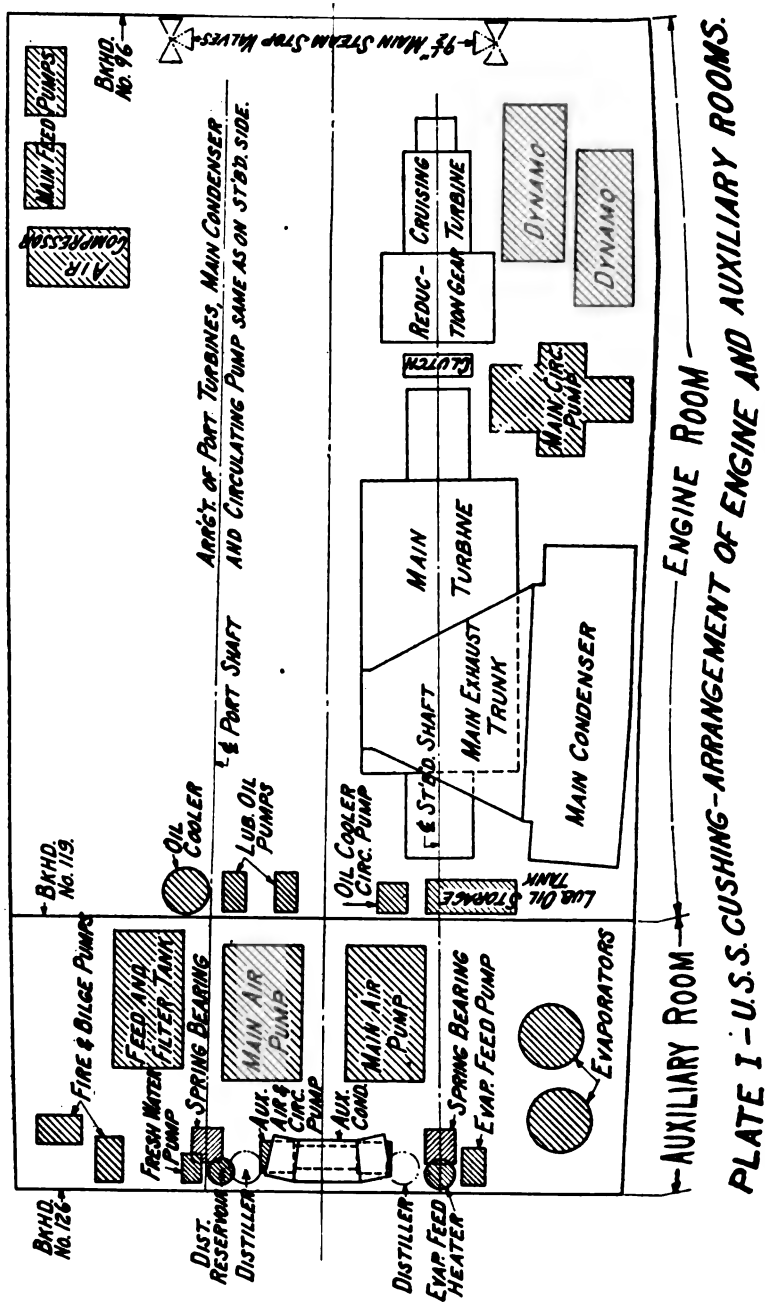 BKHD.
NO. 126
FIRE & BILGE PUMPS
BKHD.
NO. 119.
BKHD.
NO. 96
FRESH WATER
PUMP
FEED AND
FILTER TANK
SPRING BEARING
DIST.
RESERVOIR
DISTILLER
MAIN AIR
PUMP
AUX.
AIR &
CIRC.
PUMP
AUX.
COND.
MAIN AIR
PUMP
DISTILLER
EVAP. FEED
HEATER
SPRING BEARING
EVAP. FEED PUMP
EVAPORATORS
OIL
COOLER
LUB. OIL
PUMPS
OIL COOLER
CIRC. PUMP
LUB. OIL STORAGE
TANK
℄ PORT SHAFT
ARR'G'T. OF PORT TURBINES, MAIN CONDENSER
AND CIRCULATING PUMP SAME AS ON ST'B'D. SIDE.
AIR
COMPRESSOR
MAIN FEED PUMPS
9½" MAIN STEAM STOP VALVES
℄ ST'B'D. SHAFT
MAIN EXHAUST
TRUNK
MAIN
TURBINE
MAIN CONDENSER
CLUTCH
REDUC-
TION GEAR
CRUISING
TURBINE
MAIN CIRC.
PUMP
DYNAMO
DYNAMO
AUXILIARY ROOM
ENGINE ROOM
PLATE I - U.S.S. CUSHING - ARRANGEMENT OF ENGINE AND AUXILIARY ROOMS.